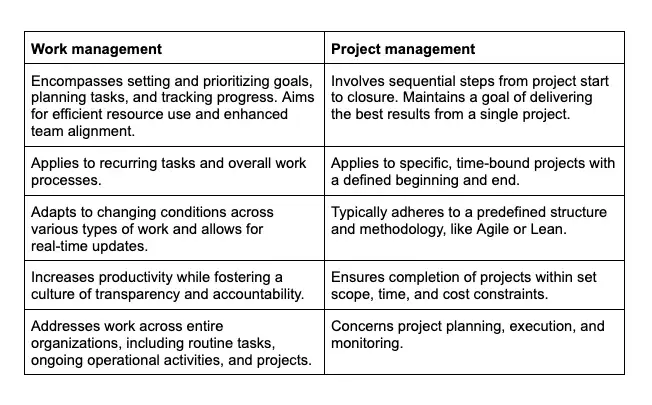 Work management
Project management
Encompasses setting and prioritizing goals,
planning tasks, and tracking progress. Aims
for efficient resource use and enhanced
team alignment.
Involves sequential steps from project start
to closure. Maintains a goal of delivering
the best results from a single project.
Applies to recurring tasks and overall work
processes.
Applies to specific, time-bound projects with
a defined beginning and end.
Adapts to changing conditions across
various types of work and allows for
real-time updates.
Typically adheres to a predefined structure
and methodology, like Agile or Lean.
Increases productivity while fostering a
culture of transparency and accountability.
Ensures completion of projects within set
scope, time, and cost constraints.
Addresses work across entire
organizations, including routine tasks,
ongoing operational activities, and projects.
Concerns project planning, execution, and
monitoring.